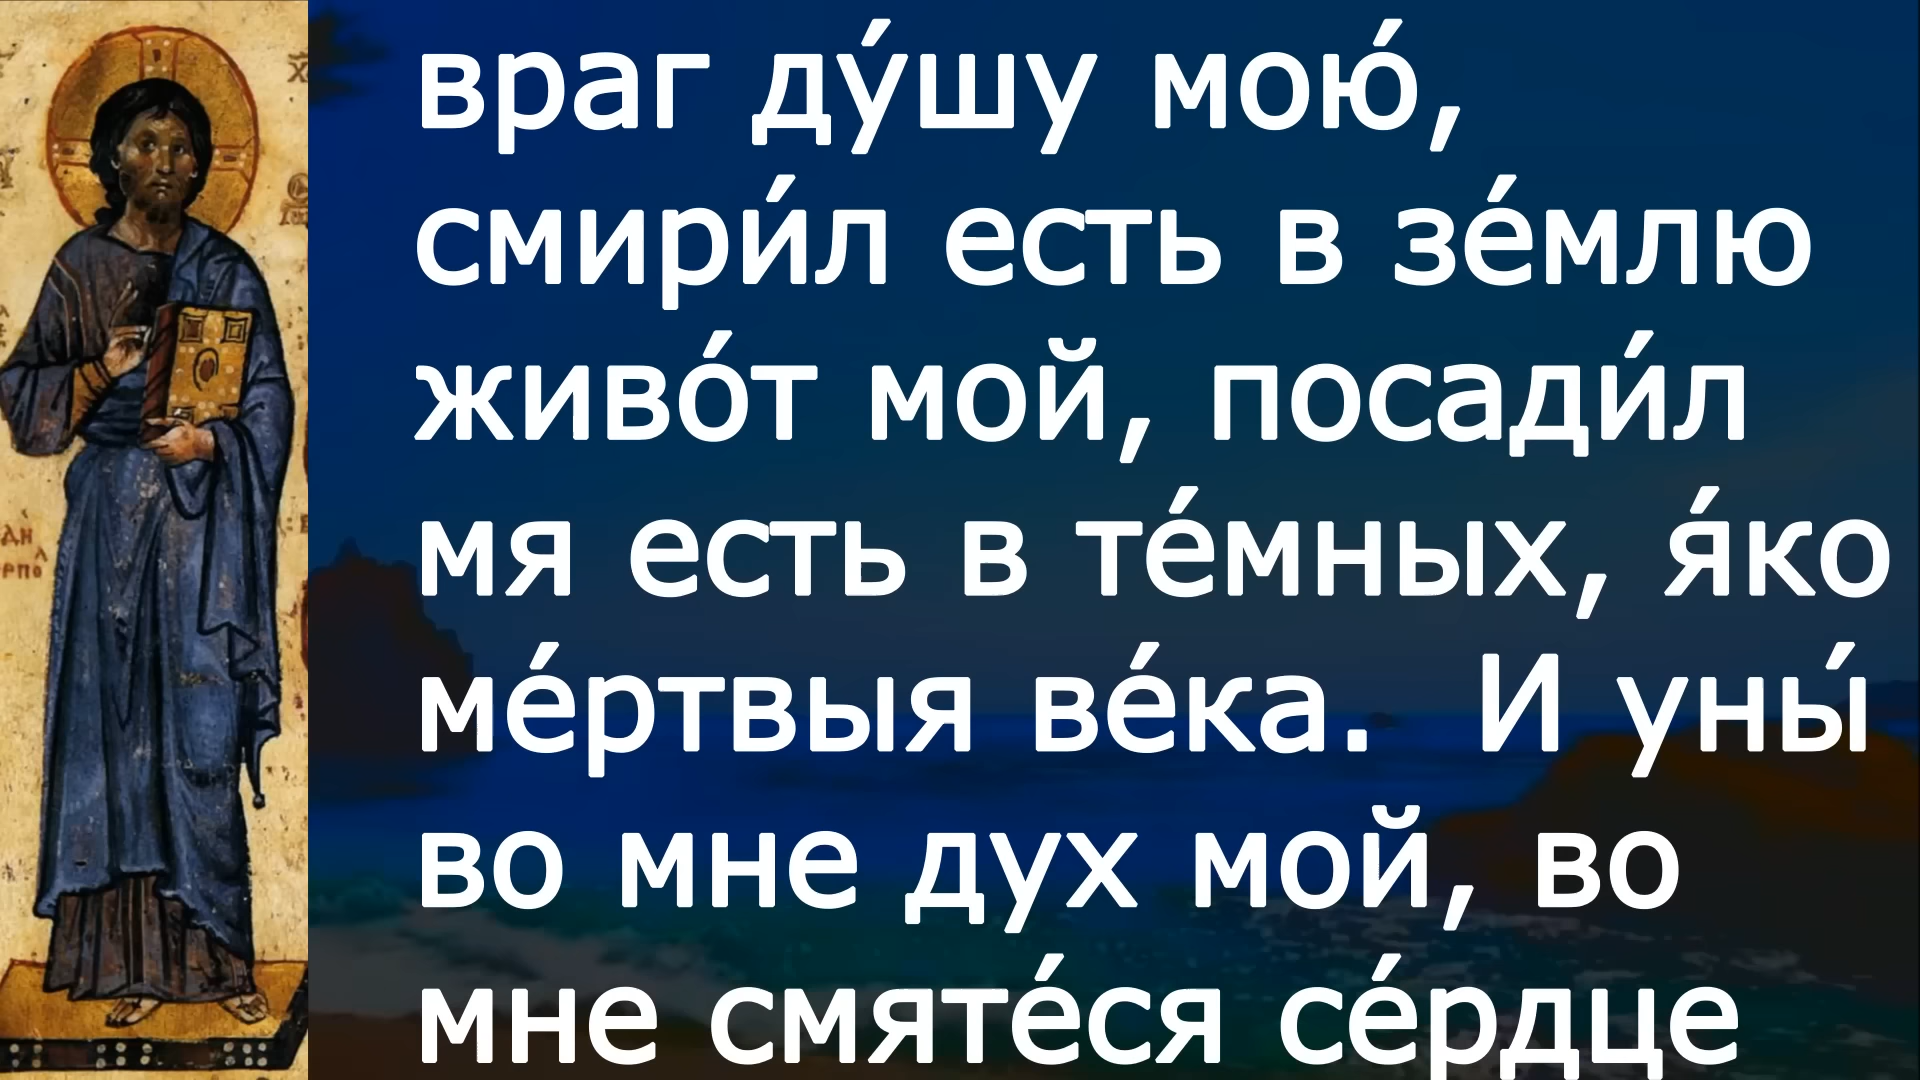 враг ду́шу мою́,
смири́л есть в зе́млю
живо́т мой, посади́л
мя есть в те́мных, я́ко
ме́ртвыя ве́ка.  И уны́
во мне дух мой, во
мне смяте́ся се́рдце